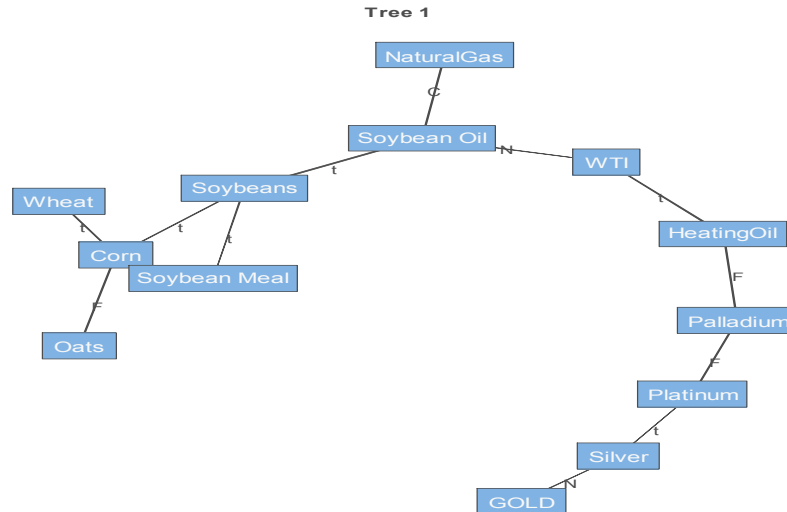 Tree 1
NaturalGas
C
Soybean Oil
N
WTI
t
Soybeans
t
Wheat
t
t
t
HeatingOil
Corn
Soybean Meal
F
F
Palladium
Oats
F
Platinum
t
Silver
N
GOLD